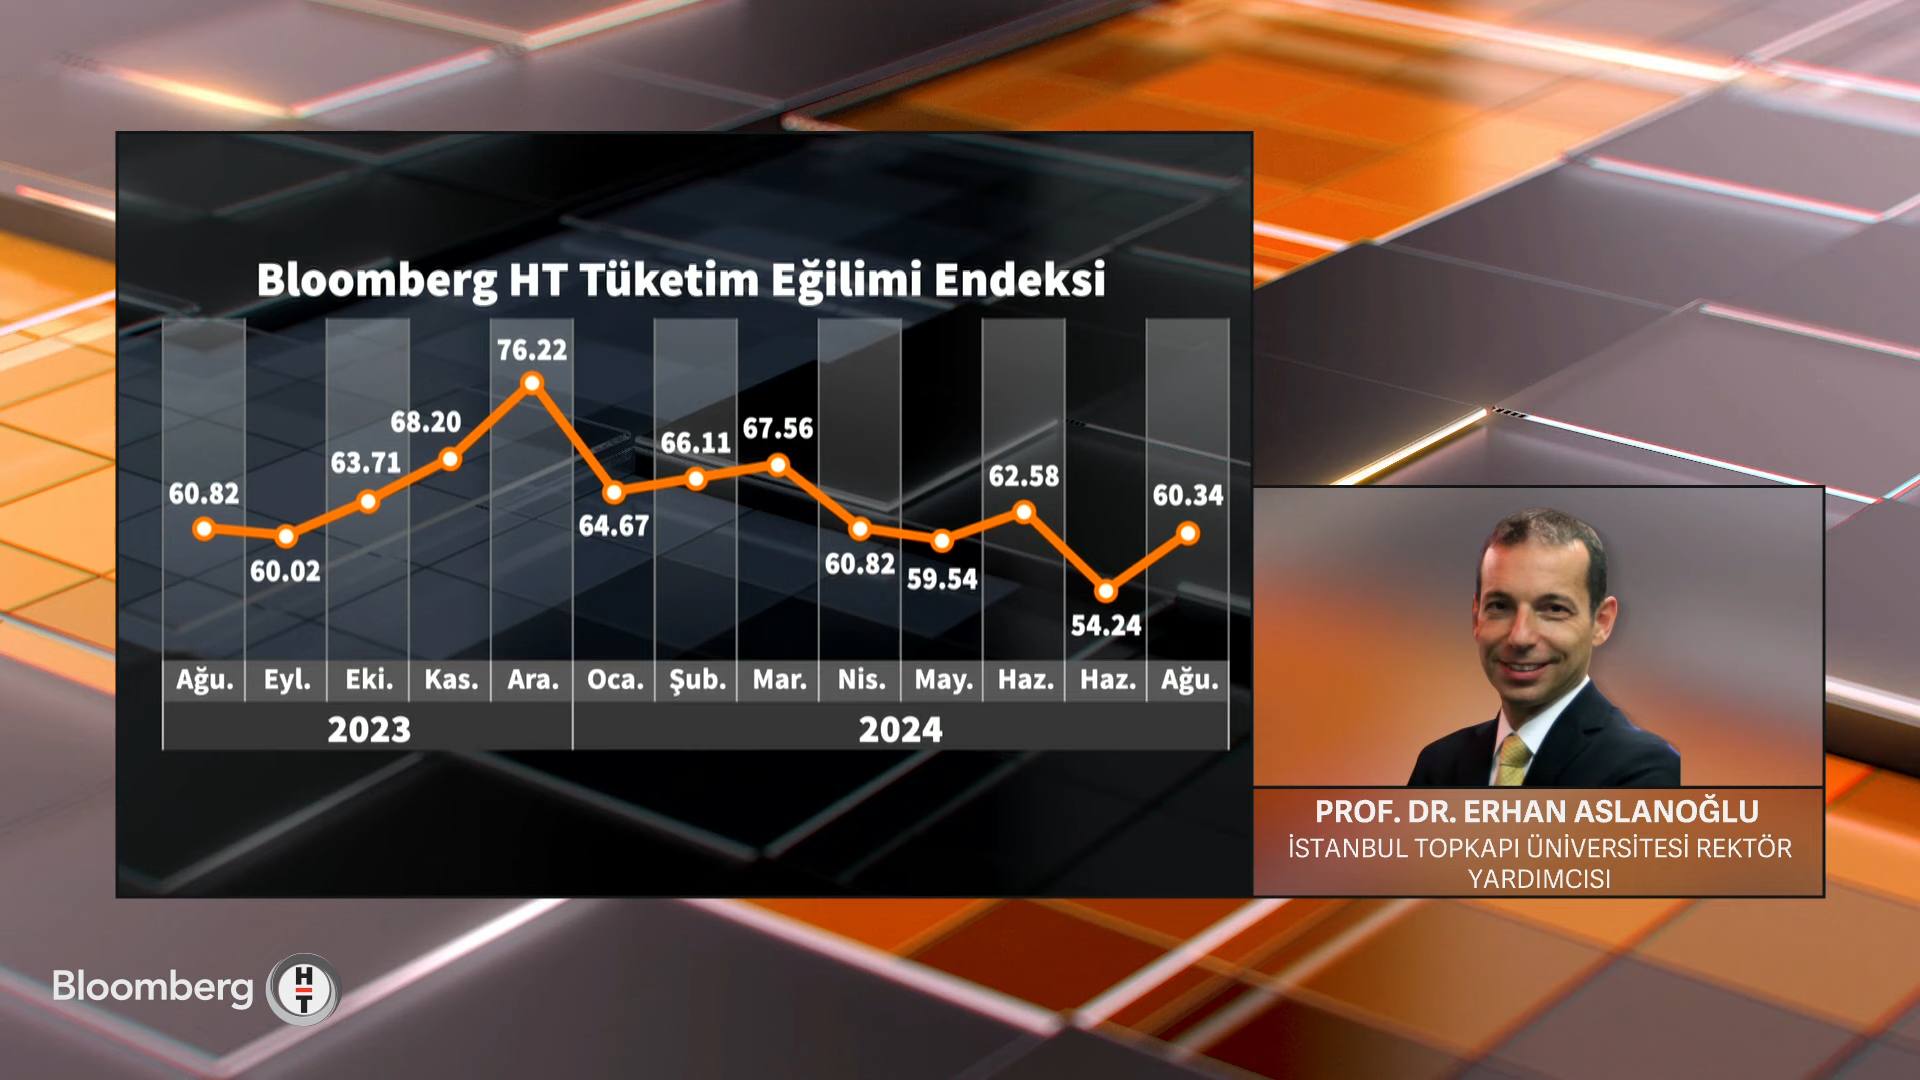 Bloomberg HT Tüketim Eğilimi Endeksi
60.82
60.02
63.71
68.20
76.22
64.67
66.11
67.56
60.82
59.54
62.58
54.24
60.34
Ağu. Eyl. Eki. Kas. Ara. Oca. Şub. Mar. Nis. May. Haz. Haz. Ağu.
2023 2024
PROF. DR. ERHAN ASLANOĞLU
İSTANBUL TOPKAPI ÜNİVERSİTESİ REKTÖR
YARDIMCISI
Bloomberg HT